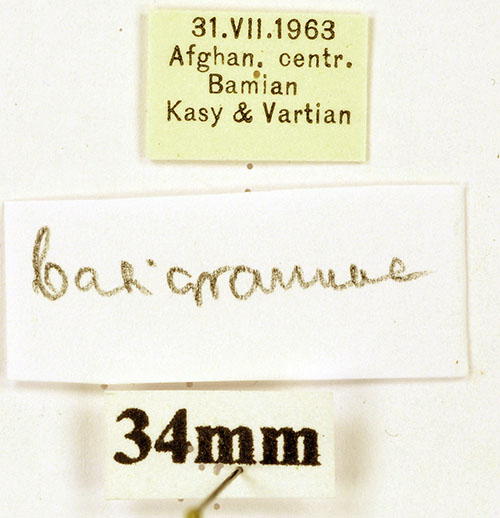 31.VII.1963
Afghan. centr.
Bamian
Kasy & Vartian
34mm